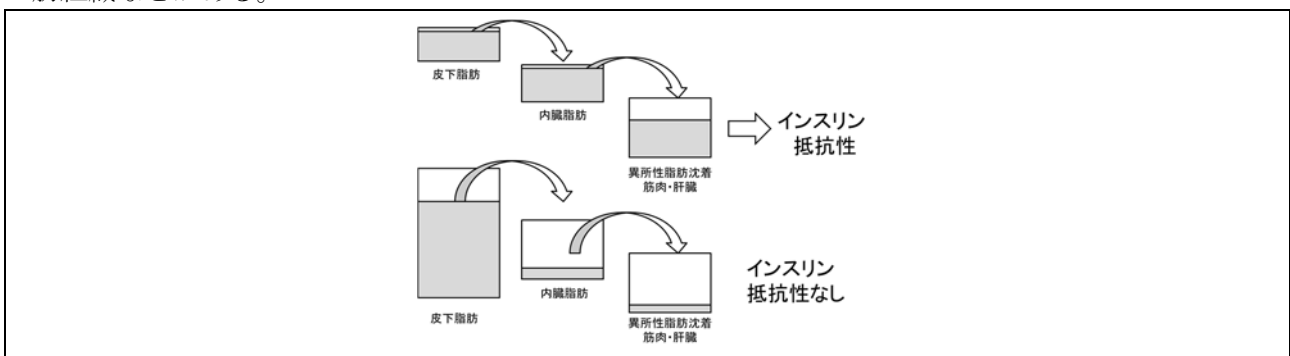 皮下脂肪
内臓脂肪
異所性脂肪沈着
筋肉・肝臓
インスリン
抵抗性
皮下脂肪
内臓脂肪
異所性脂肪沈着
筋肉・肝臓
インスリン
抵抗性なし